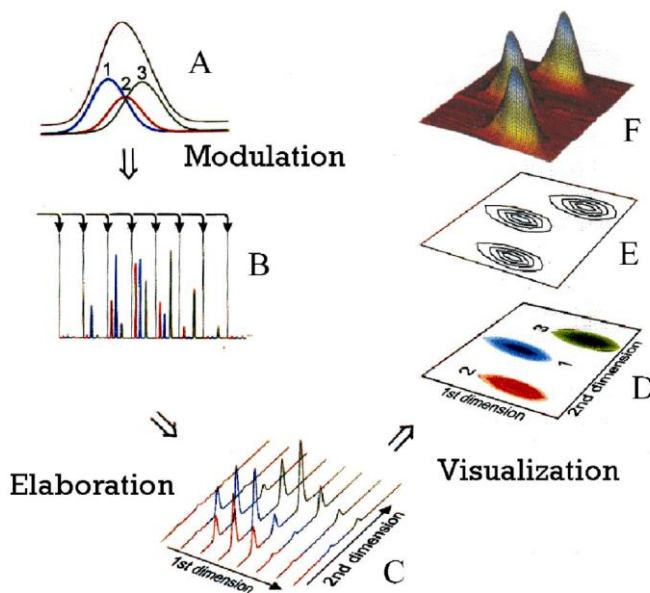 A
1
2
3
Modulation
B
Elaboration
1st dimension
2nd dimension
C
Visualization
F
E
3
1
2
1st dimension
2nd dimension
D